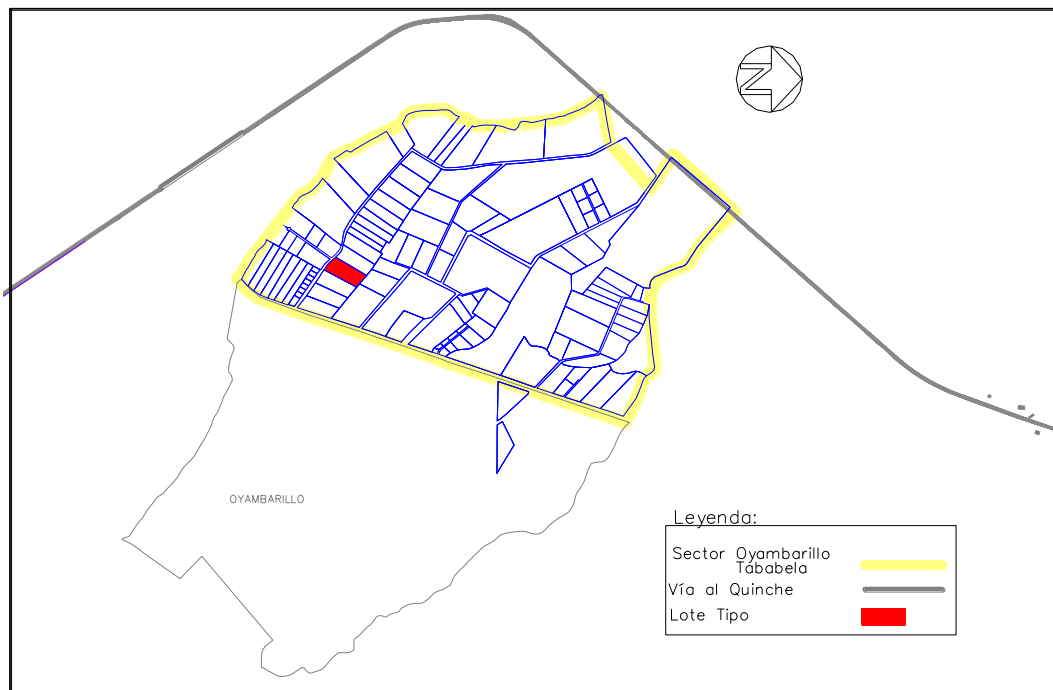 N
OYAMBARILLO
Leyenda:
Sector Oyambarillo
Tababela
Vía al Quinche
Lote Tipo